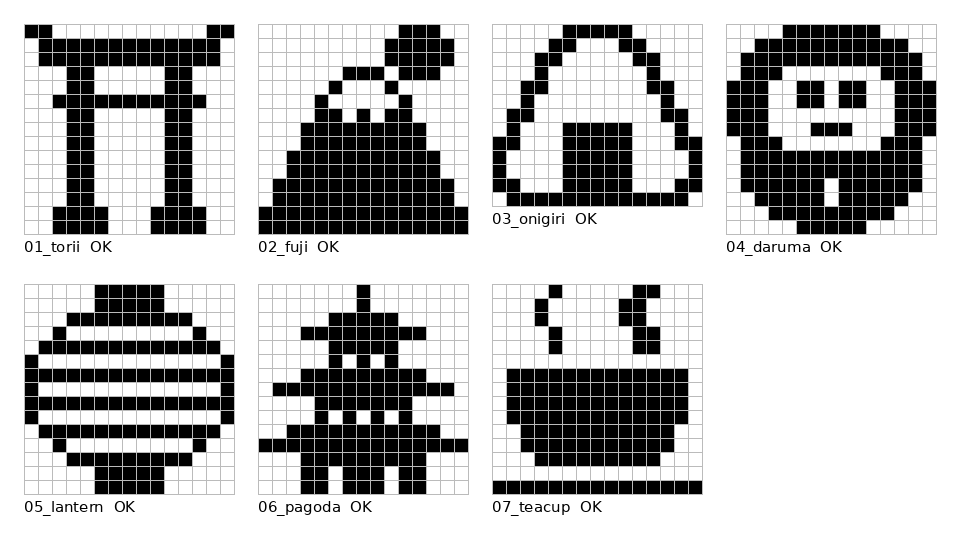 01_torii OK
02_fuji OK
03_onigiri OK
04_daruma OK
05_lantern OK
06_pagoda OK
07_teacup OK